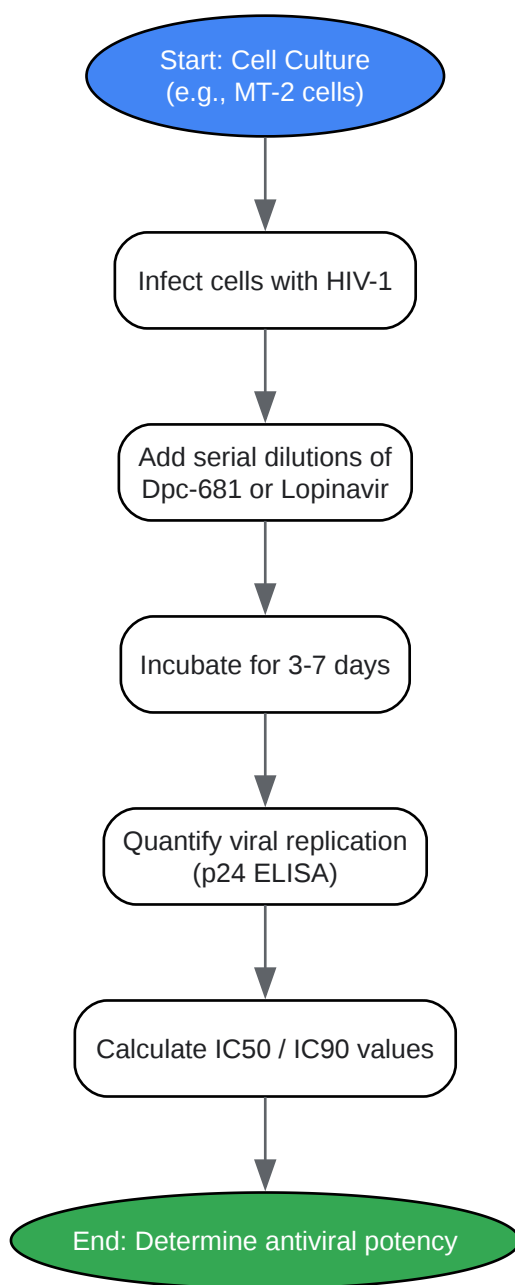 Start: Cell Culture
(e.g., MT-2 cells)
Infect cells with HIV-1
Add serial dilutions of
Dpc-681 or Lopinavir
Incubate for 3-7 days
Quantify viral replication
(p24 ELISA)
Calculate IC50 / IC90 values
End: Determine antiviral potency